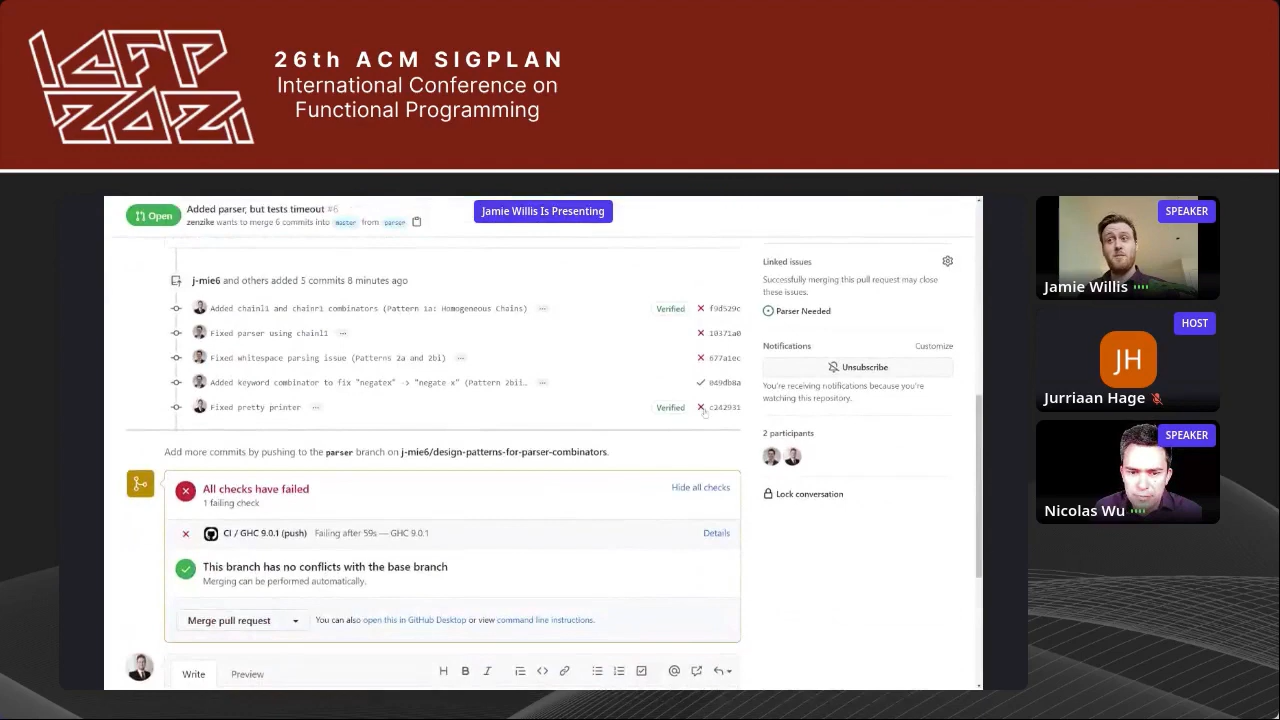 ICFP
2021
26th ACM SIGPLAN
International Conference on
Functional Programming
Open
Added parser, but tests timeout #6
zenzike wants to merge 6 commits into master from parser
Jamie Willis Is Presenting
j-mie6 and others added 5 commits 8 minutes ago
Added chainl1 and chainr1 combinators (Pattern 1a: Homogeneous Chains) ...
Verified
f9d529c
Fixed parser using chainl1 ...
10371a0
Fixed whitespace parsing issue (Patterns 2a and 2bi) ...
677a1ec
Added keyword combinator to fix "negatex" -> "negate x" (Pattern 2bii... ...
049db8a
Fixed pretty printer ...
Verified
c242931
Add more commits by pushing to the parser branch on j-mie6/design-patterns-for-parser-combinators.
All checks have failed
1 failing check
Hide all checks
CI / GHC 9.0.1 (push) Failing after 59s — GHC 9.0.1
Details
This branch has no conflicts with the base branch
Merging can be performed automatically.
Merge pull request
You can also open this in GitHub Desktop or view command line instructions.
Write
Preview
H B I
Linked issues
Successfully merging this pull request may close
these issues.
Parser Needed
Notifications
Customize
Unsubscribe
You're receiving notifications because you're
watching this repository.
2 participants
Lock conversation
SPEAKER
Jamie Willis
HOST
JH
Jurriaan Hage
SPEAKER
Nicolas Wu